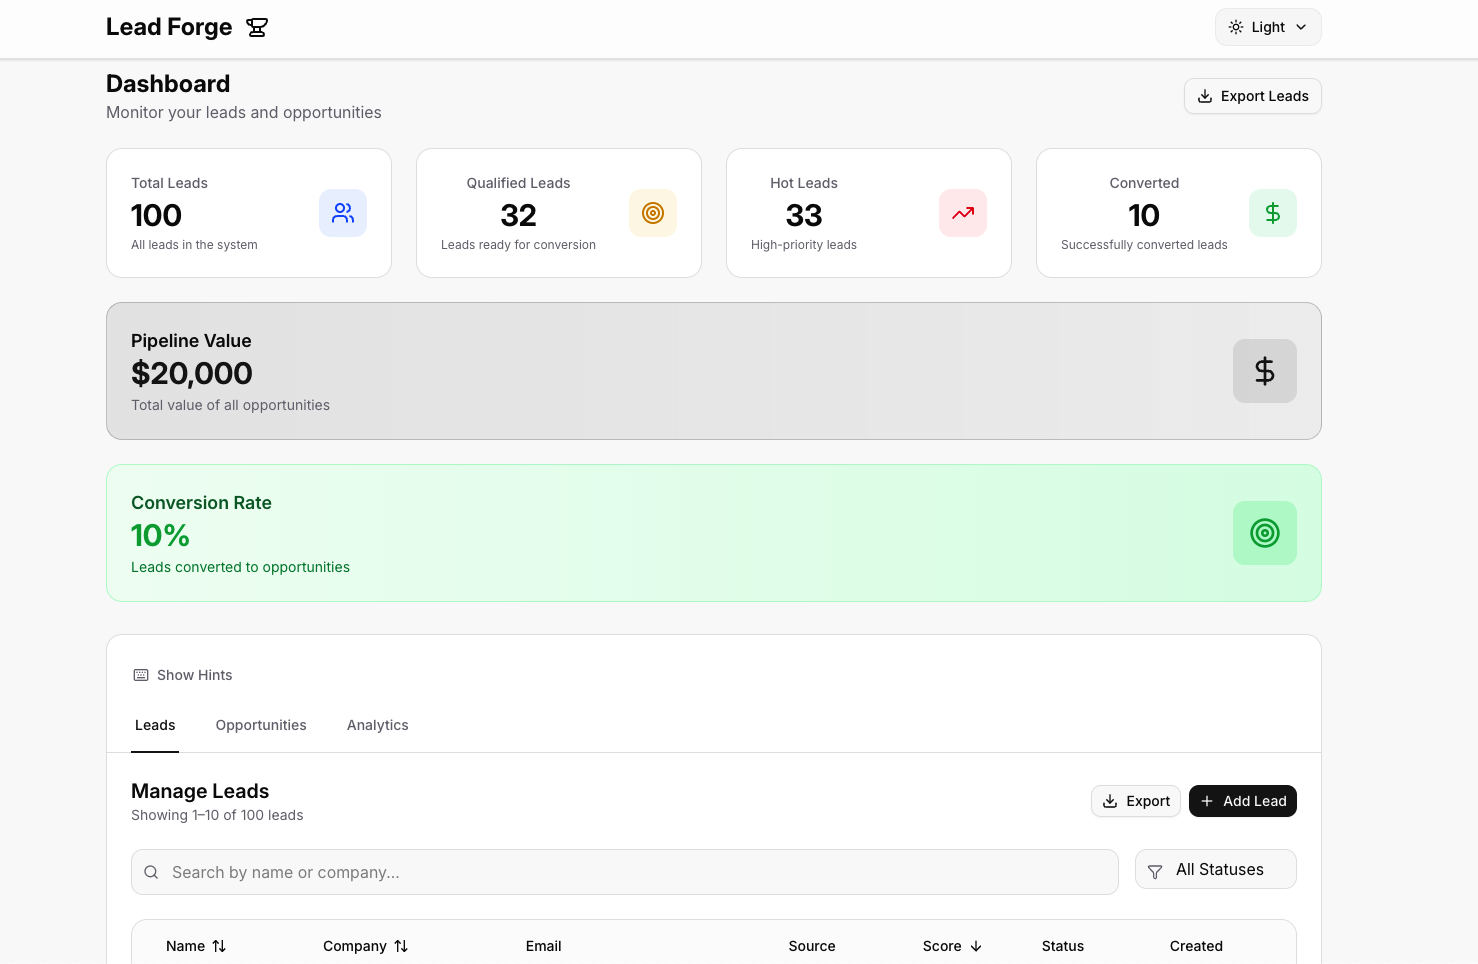 Lead Forge
Light
Dashboard
Monitor your leads and opportunities
Export Leads
Total Leads
100
All leads in the system
Qualified Leads
32
Leads ready for conversion
Hot Leads
33
High-priority leads
Converted
10
Successfully converted leads
Pipeline Value
$20,000
Total value of all opportunities
Conversion Rate
10%
Leads converted to opportunities
Show Hints
Leads Opportunities Analytics
Manage Leads
Showing 1–10 of 100 leads
Export
Add Lead
Search by name or company...
All Statuses
Name Company Email Source Score Status Created